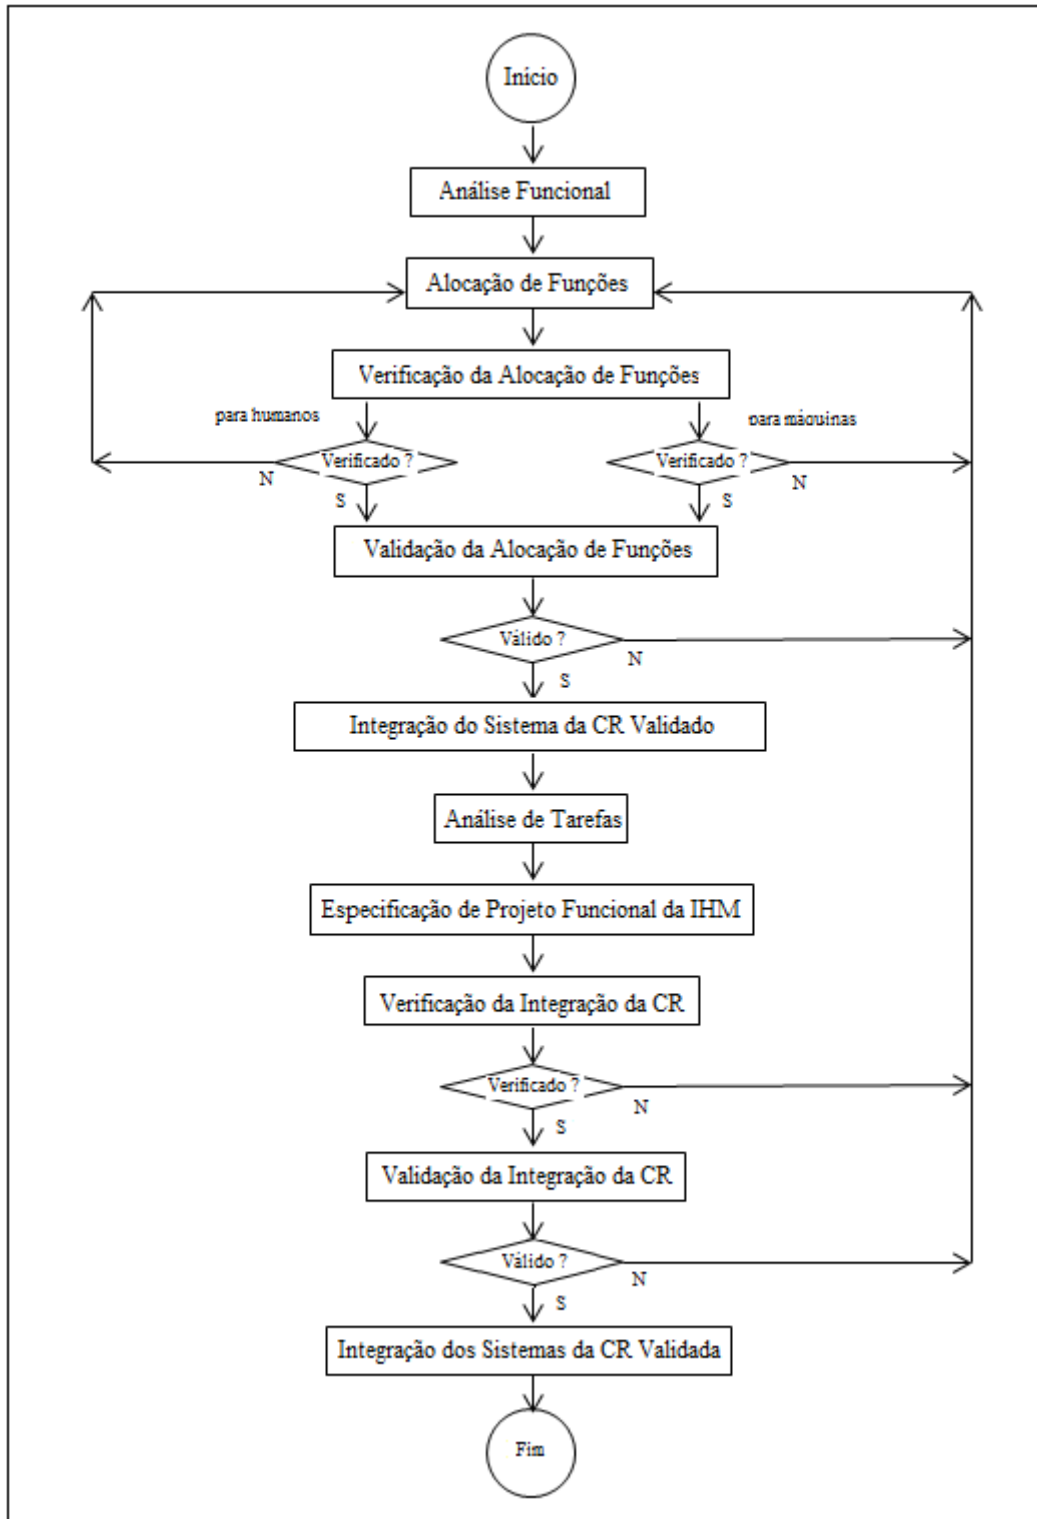 Início
Análise Funcional
Alocação de Funções
Verificação da Alocação de Funções
para humanos
para máquinas
Verificado ?
Verificado ?
N
N
S
S
Validação da Alocação de Funções
Válido ?
N
S
Integração do Sistema da CR Validado
Análise de Tarefas
Especificação de Projeto Funcional da IHM
Verificação da Integração da CR
Verificado ?
N
S
Validação da Integração da CR
Válido ?
N
S
Integração dos Sistemas da CR Validada
Fim